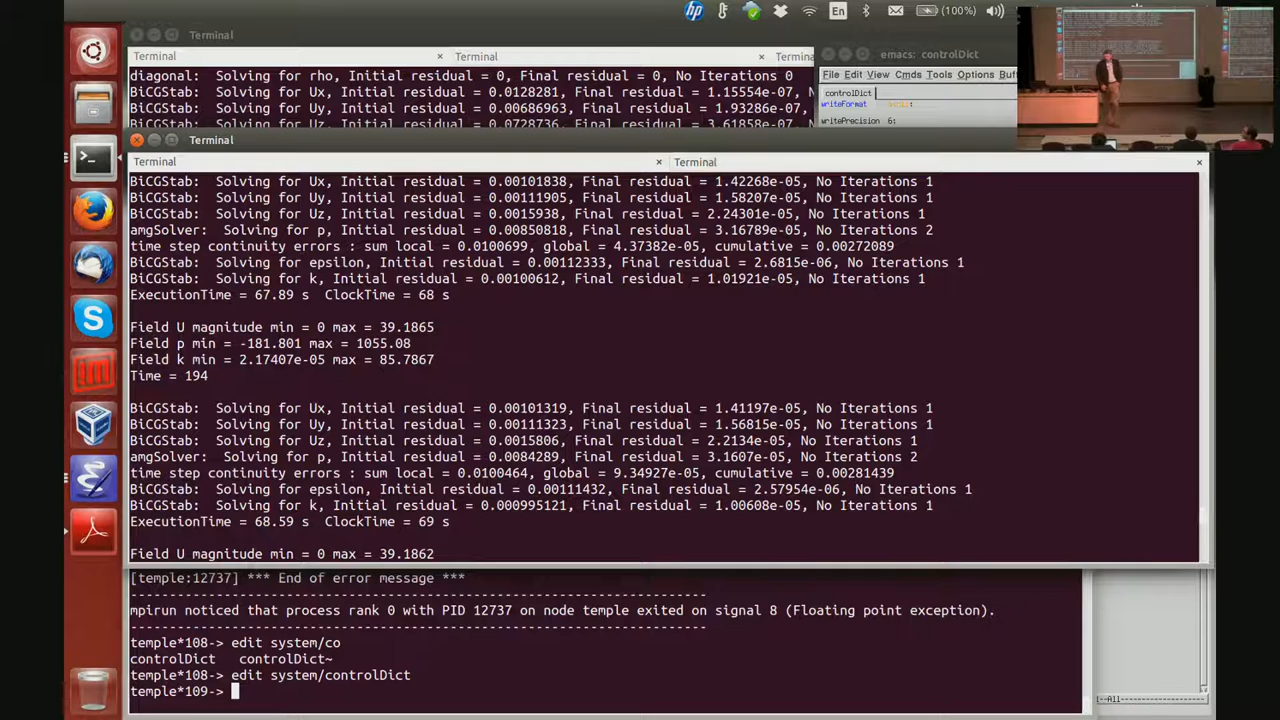 En
(100%)
Terminal
Terminal
Terminal
Termina
emacs: controlDict
File Edit View Cmds Tools Options Buf
diagonal:  Solving for rho, Initial residual = 0, Final residual = 0, No Iterations 0
BiCGStab:  Solving for Ux, Initial residual = 0.0128281, Final residual = 1.15554e-07, No
BiCGStab:  Solving for Uy, Initial residual = 0.00686963, Final residual = 1.93286e-07,
BiCGStab:  Solving for Uz, Initial residual = 0.0728736, Final residual = 3.61858e-07, No
controlDict
writeFormat
writePrecision 6;
Terminal
Terminal
Terminal
BiCGStab:  Solving for Ux, Initial residual = 0.00101838, Final residual = 1.42268e-05, No Iterations 1
BiCGStab:  Solving for Uy, Initial residual = 0.00111905, Final residual = 1.58207e-05, No Iterations 1
BiCGStab:  Solving for Uz, Initial residual = 0.0015938, Final residual = 2.24301e-05, No Iterations 1
amgSolver:  Solving for p, Initial residual = 0.00850818, Final residual = 3.16789e-05, No Iterations 2
time step continuity errors : sum local = 0.0100699, global = 4.37382e-05, cumulative = 0.00272089
BiCGStab:  Solving for epsilon, Initial residual = 0.00112333, Final residual = 2.6815e-06, No Iterations 1
BiCGStab:  Solving for k, Initial residual = 0.00100612, Final residual = 1.01921e-05, No Iterations 1
ExecutionTime = 67.89 s  ClockTime = 68 s
Field U magnitude min = 0 max = 39.1865
Field p min = -181.801 max = 1055.08
Field k min = 2.17407e-05 max = 85.7867
Time = 194
BiCGStab:  Solving for Ux, Initial residual = 0.00101319, Final residual = 1.41197e-05, No Iterations 1
BiCGStab:  Solving for Uy, Initial residual = 0.00111323, Final residual = 1.56815e-05, No Iterations 1
BiCGStab:  Solving for Uz, Initial residual = 0.0015806, Final residual = 2.2134e-05, No Iterations 1
amgSolver:  Solving for p, Initial residual = 0.0084289, Final residual = 3.1607e-05, No Iterations 2
time step continuity errors : sum local = 0.0100464, global = 9.34927e-05, cumulative = 0.00281439
BiCGStab:  Solving for epsilon, Initial residual = 0.00111432, Final residual = 2.57954e-06, No Iterations 1
BiCGStab:  Solving for k, Initial residual = 0.000995121, Final residual = 1.00608e-05, No Iterations 1
ExecutionTime = 68.59 s  ClockTime = 69 s
Field U magnitude min = 0 max = 39.1862
[temple:12737] *** End of error message ***
--------------------------------------------------------------------------
mpirun noticed that process rank 0 with PID 12737 on node temple exited on signal 8 (Floating point exception).
--------------------------------------------------------------------------
temple*108-> edit system/co
controlDict   controlDict~
temple*108-> edit system/controlDict
temple*109->